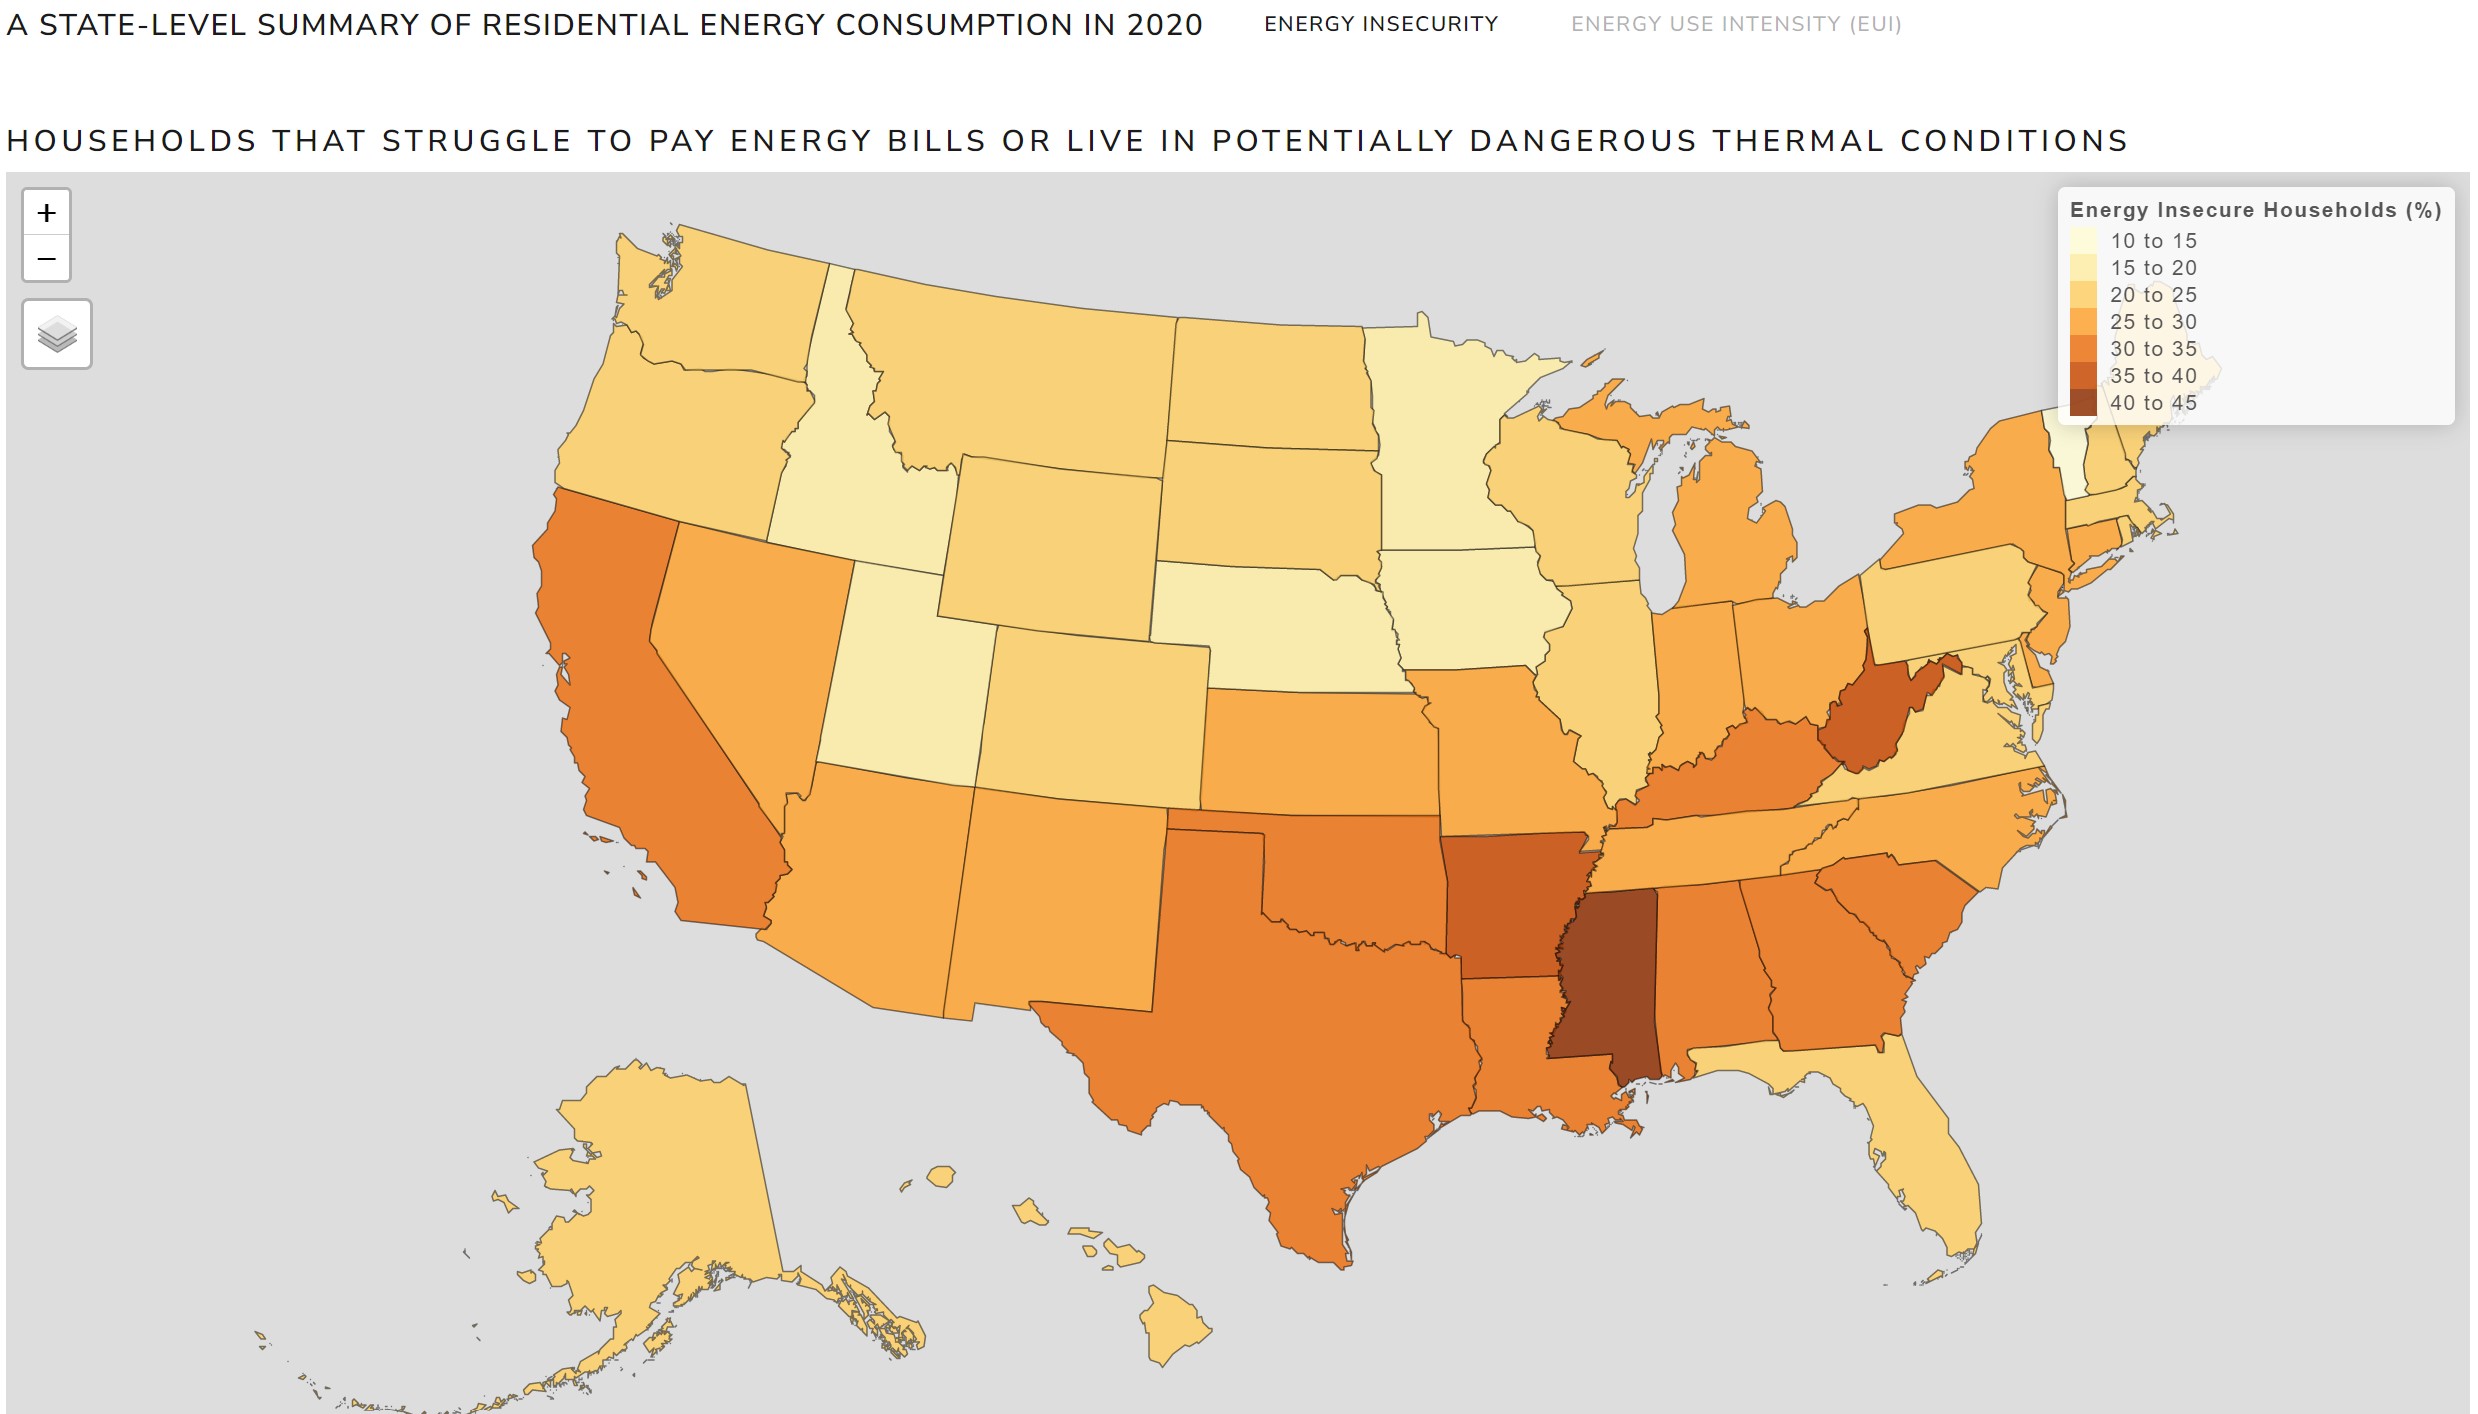 A STATE-LEVEL SUMMARY OF RESIDENTIAL ENERGY CONSUMPTION IN 2020
ENERGY INSECURITY
ENERGY USE INTENSITY (EUI)
HOUSEHOLDS THAT STRUGGLE TO PAY ENERGY BILLS OR LIVE IN POTENTIALLY DANGEROUS THERMAL CONDITIONS
+
−
Energy Insecure Households (%)
10 to 15
15 to 20
20 to 25
25 to 30
30 to 35
35 to 40
40 to 45